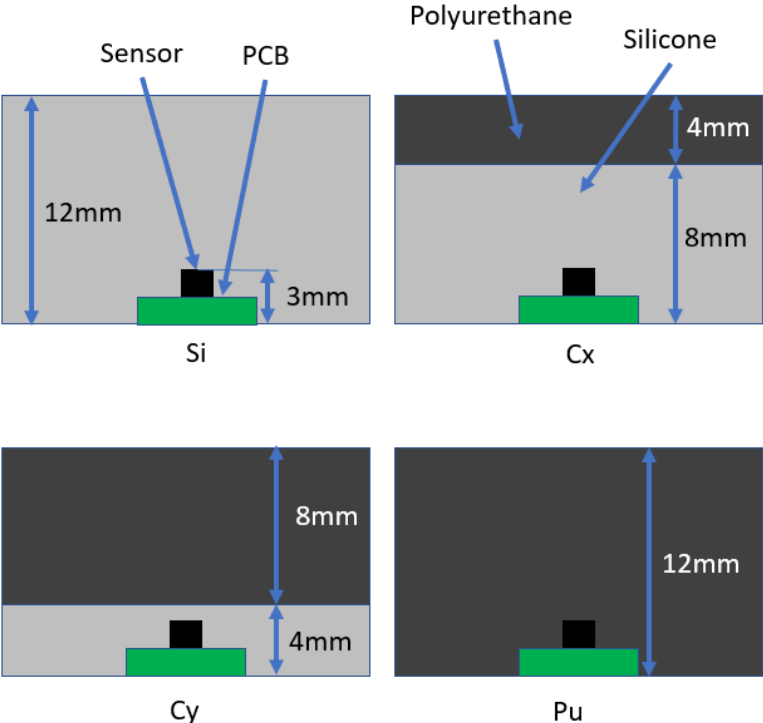 Polyurethane
Sensor
PCB
Silicone
4mm
12mm
8mm
3mm
Si
Cx
8mm
12mm
4mm
Cy
Pu